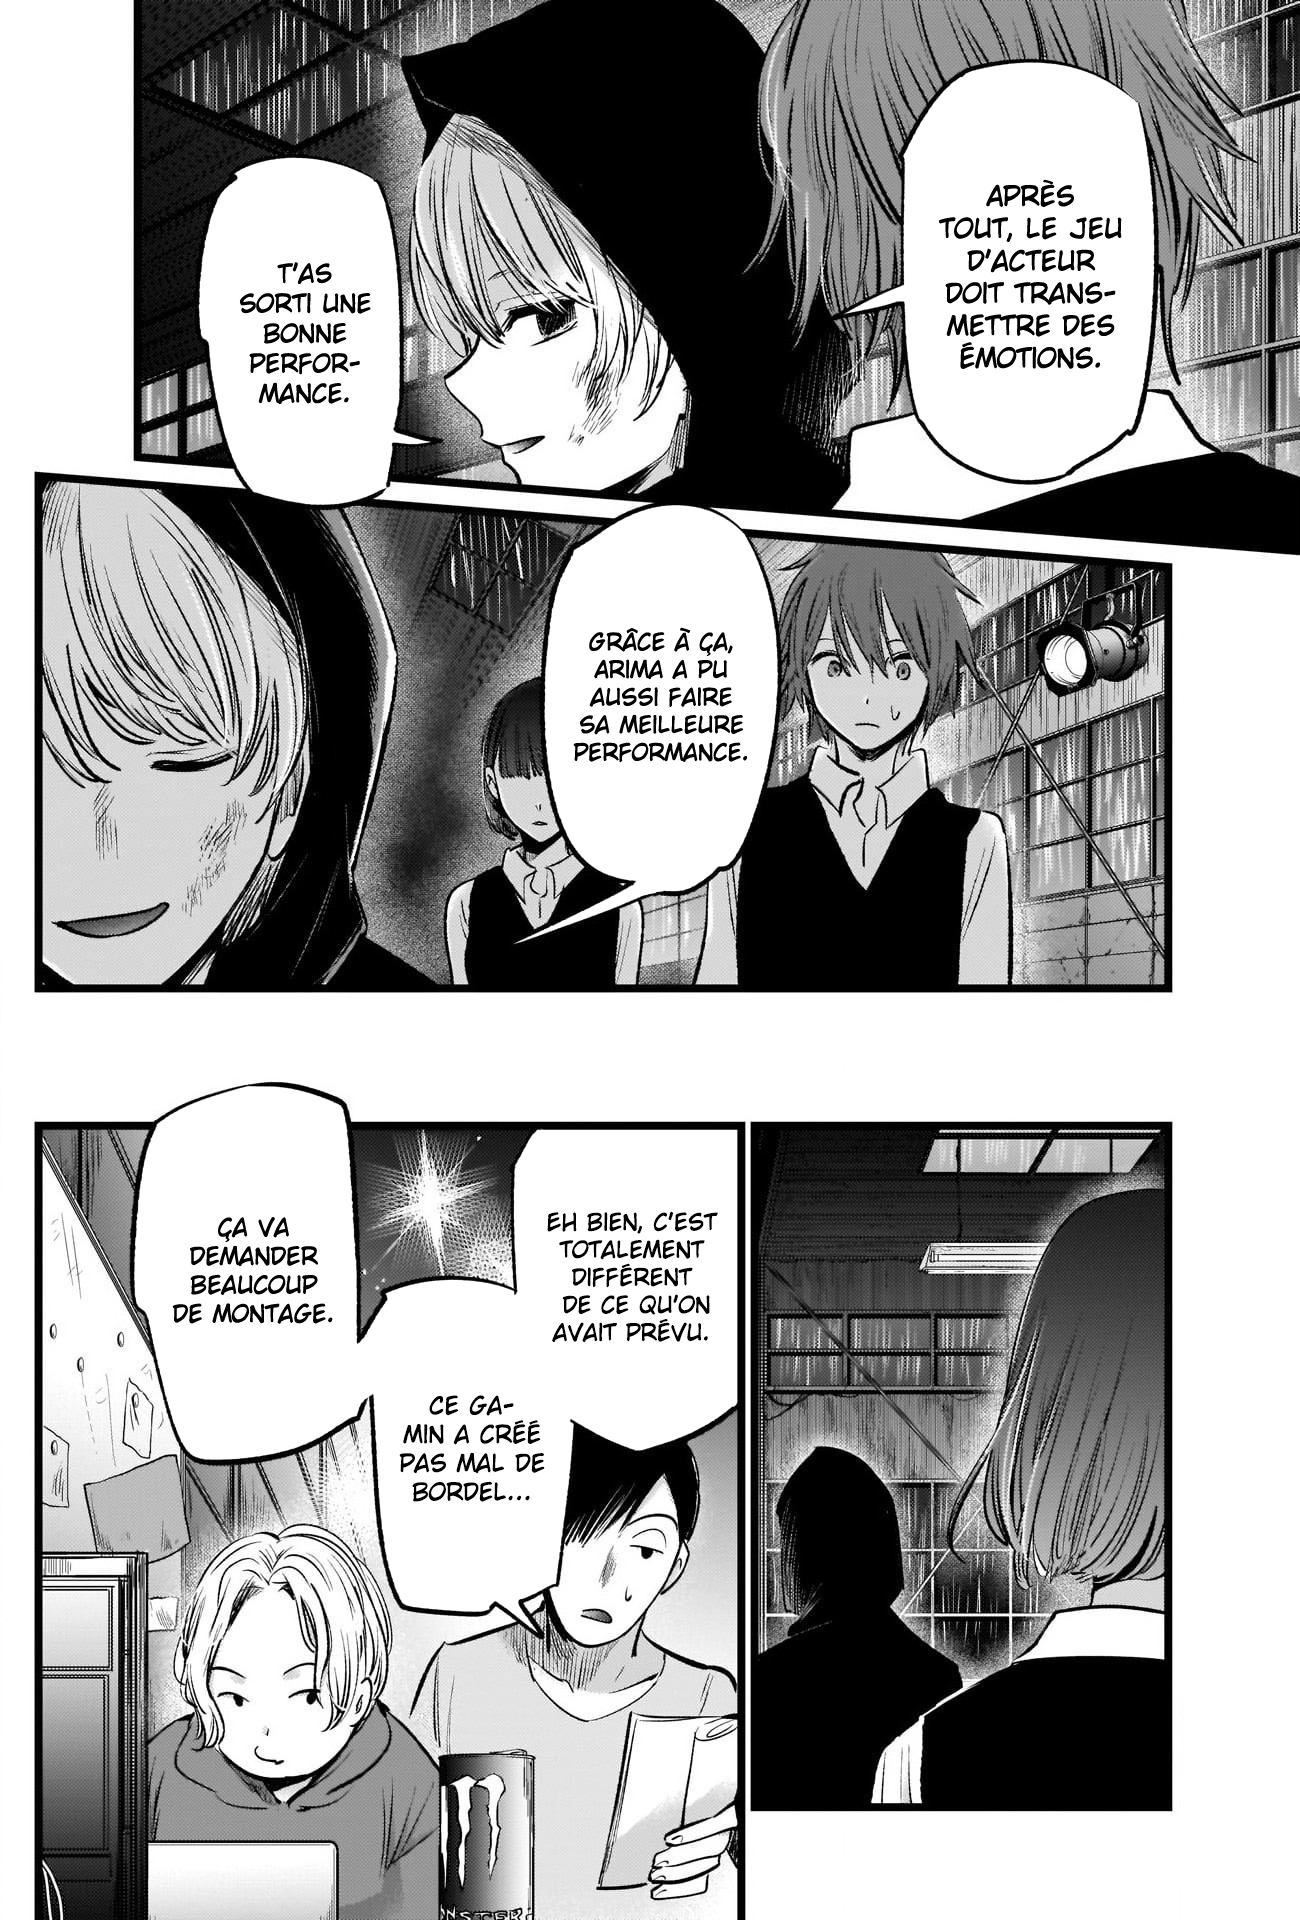 APRÈS
TOUT, LE JEU
D'ACTEUR
DOIT TRANS-
METTRE DES
ÉMOTIONS.
T'AS
SORTI UNE
BONNE
PERFOR-
MANCE.
GRÂCE À ÇA,
ARIMA A PU
AUSSI FAIRE
SA MEILLEURE
PERFORMANCE.
EH BIEN, C'EST
TOTALEMENT
DIFFÉRENT
DE CE QU'ON
AVAIT PRÉVU.
CE GA-
MIN A CRÉÉ
PAS MAL DE
BORDEL...
ÇA VA
DEMANDER
BEAUCOUP
DE MONTAGE.